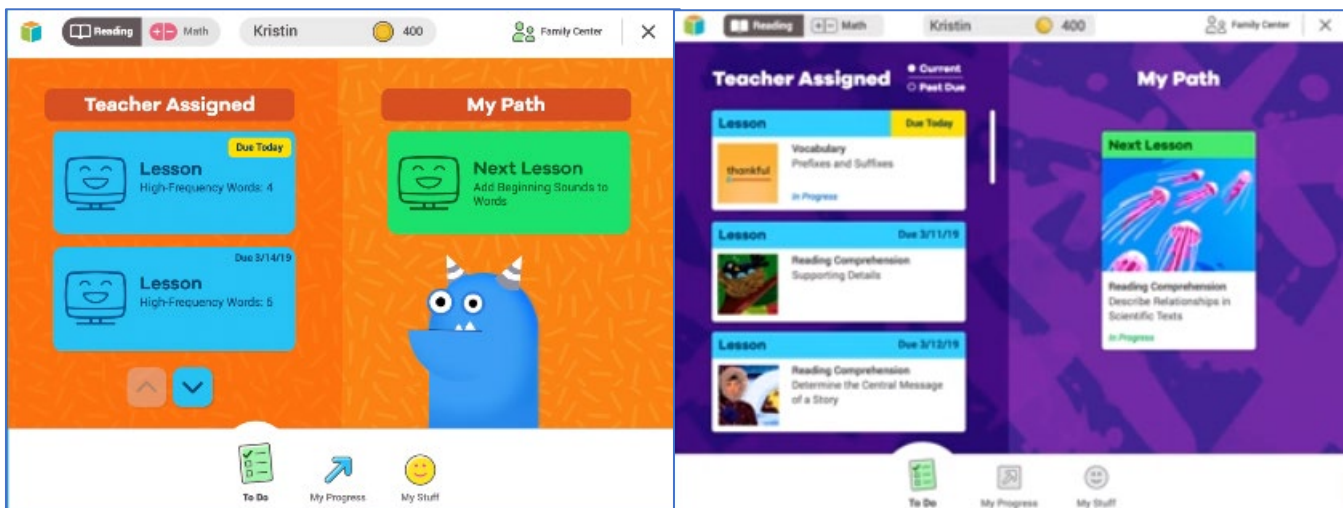 Reading
Math
Kristin
400
Family Center
Teacher Assigned
Due Today
Lesson
High-Frequency Words: 4
Due 3/14/19
Lesson
High-Frequency Words: 5
My Path
Next Lesson
Add Beginning Sounds to
Words
To Do
My Progress
My Stuff
Reading
Math
Kristin
400
Family Center
Teacher Assigned
Current
Past Due
Lesson
Due Today
thankful
Vocabulary
Prefixes and Suffixes
In Progress
Lesson
Due 3/11/19
Reading Comprehension
Supporting Details
Lesson
Due 3/12/19
Reading Comprehension
Determine the Central Message
of a Story
My Path
Next Lesson
Reading Comprehension
Describe Relationships in
Scientific Texts
In Progress
To Do
My Progress
My Stuff